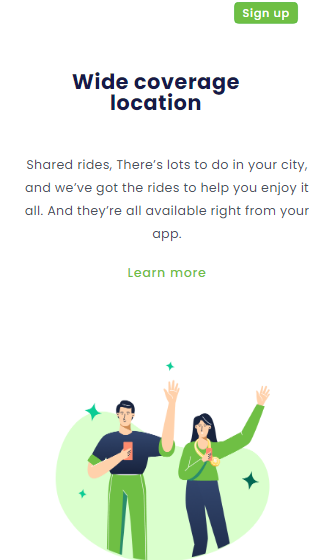 Sign up
Wide coverage
location
Shared rides, There’s lots to do in your city,
and we’ve got the rides to help you enjoy it
all. And they’re all available right from your
app.
Learn more